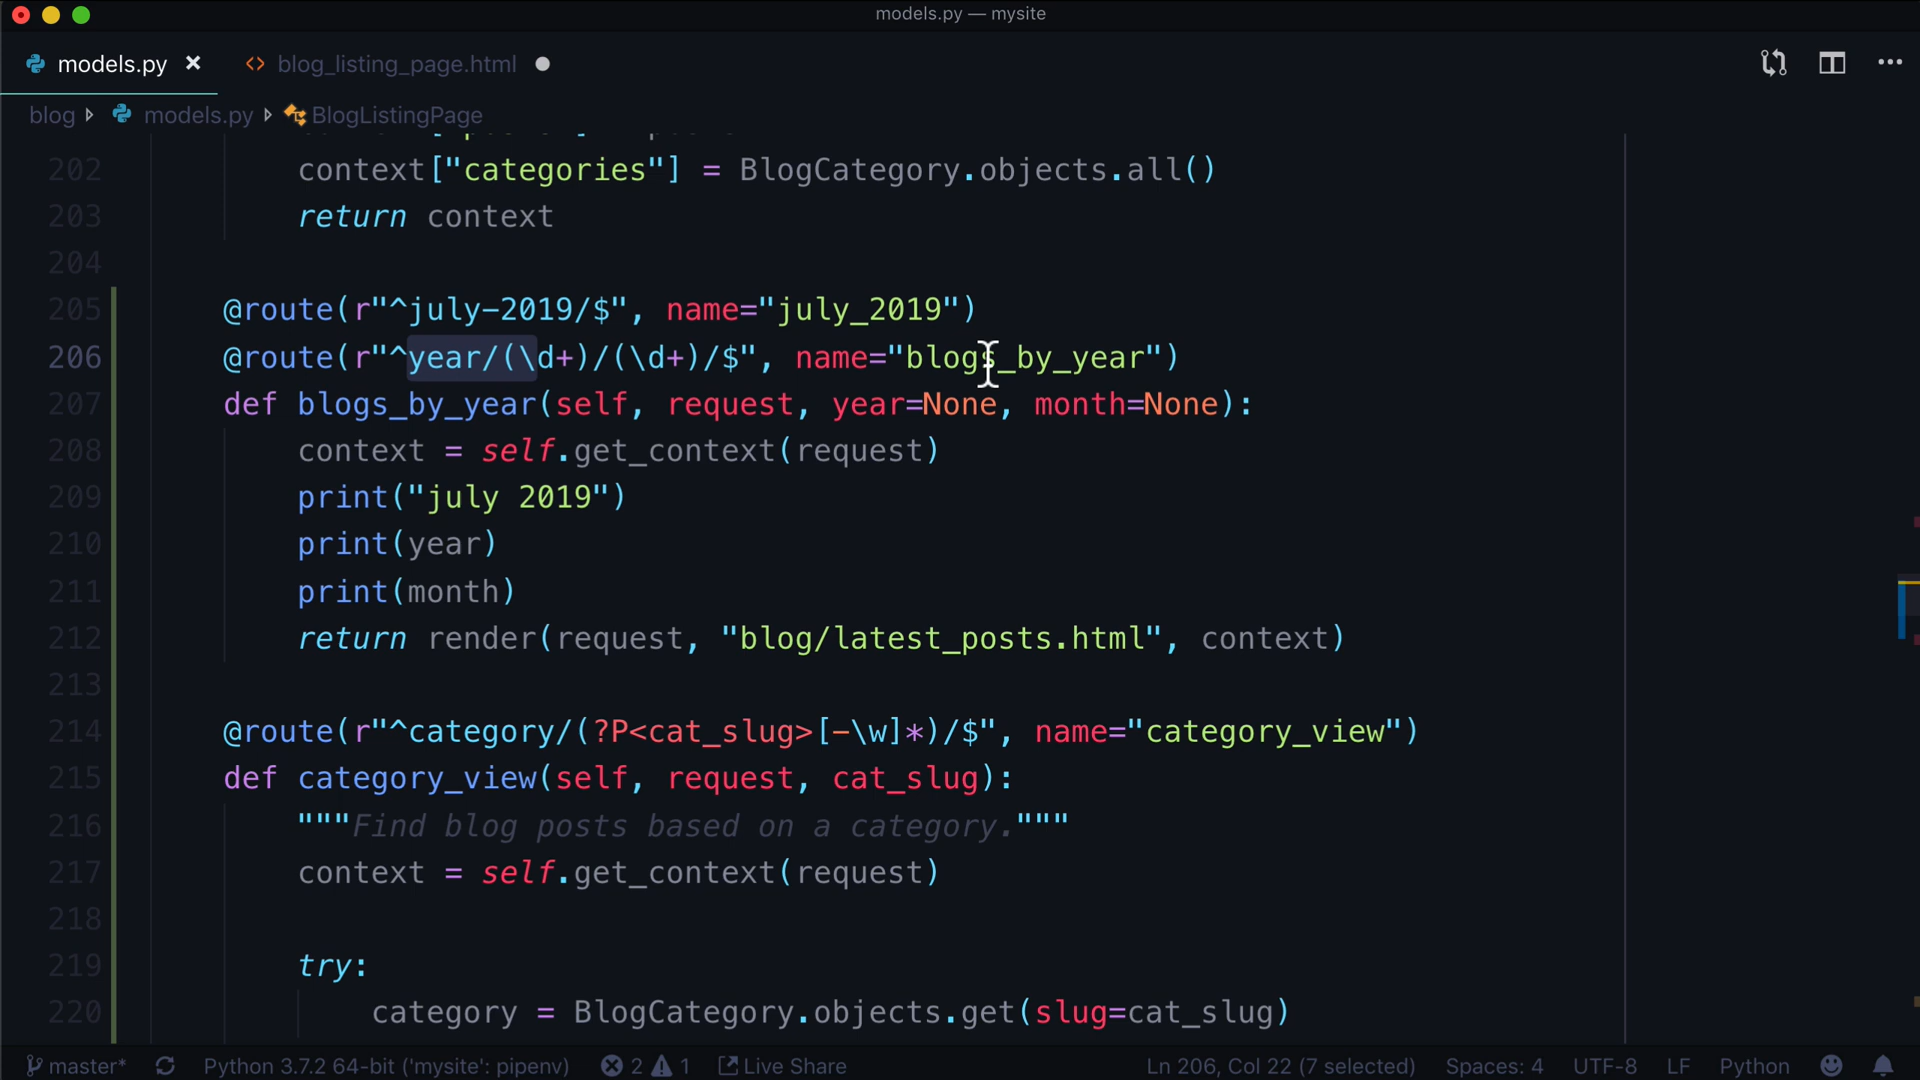 models.py — mysite
models.py
blog_listing_page.html
blog
models.py
BlogListingPage
202 context["categories"] = BlogCategory.objects.all()
203 return context
204
205 @route(r"^july-2019/$", name="july_2019")
206 @route(r"^year/(\d+)/(\d+)/$", name="blogs_by_year")
207 def blogs_by_year(self, request, year=None, month=None):
208 context = self.get_context(request)
209 print("july 2019")
210 print(year)
211 print(month)
212 return render(request, "blog/latest_posts.html", context)
213
214 @route(r"^category/(?P<cat_slug>[-\w]*)/$", name="category_view")
215 def category_view(self, request, cat_slug):
216 """Find blog posts based on a category."""
217 context = self.get_context(request)
218
219 try:
220 category = BlogCategory.objects.get(slug=cat_slug)
master* Python 3.7.2 64-bit ('mysite': pipenv) 2 1 Live Share Ln 206, Col 22 (7 selected) Spaces: 4 UTF-8 LF Python